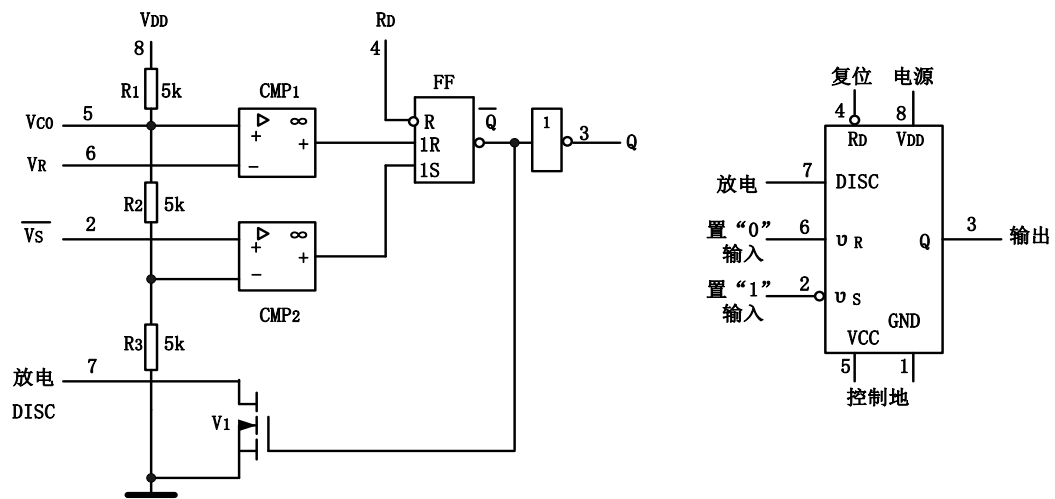 VDD
8
R1 5k
VCO 5
VR 6
R2 5k
VS 2
R3 5k
放电 7
DISC
V1
CMP1
▷ ∞
+
+
−
▷ ∞
+
+
−
CMP2
RD
4
FF
R
1R
1S
Q
1
3 Q
复位 电源
4 8
RD VDD
放电 7 DISC
置“0” 6 υR
输入
Q 3 输出
置“1” 2 υS
输入
GND
VCC
5 1
控制地